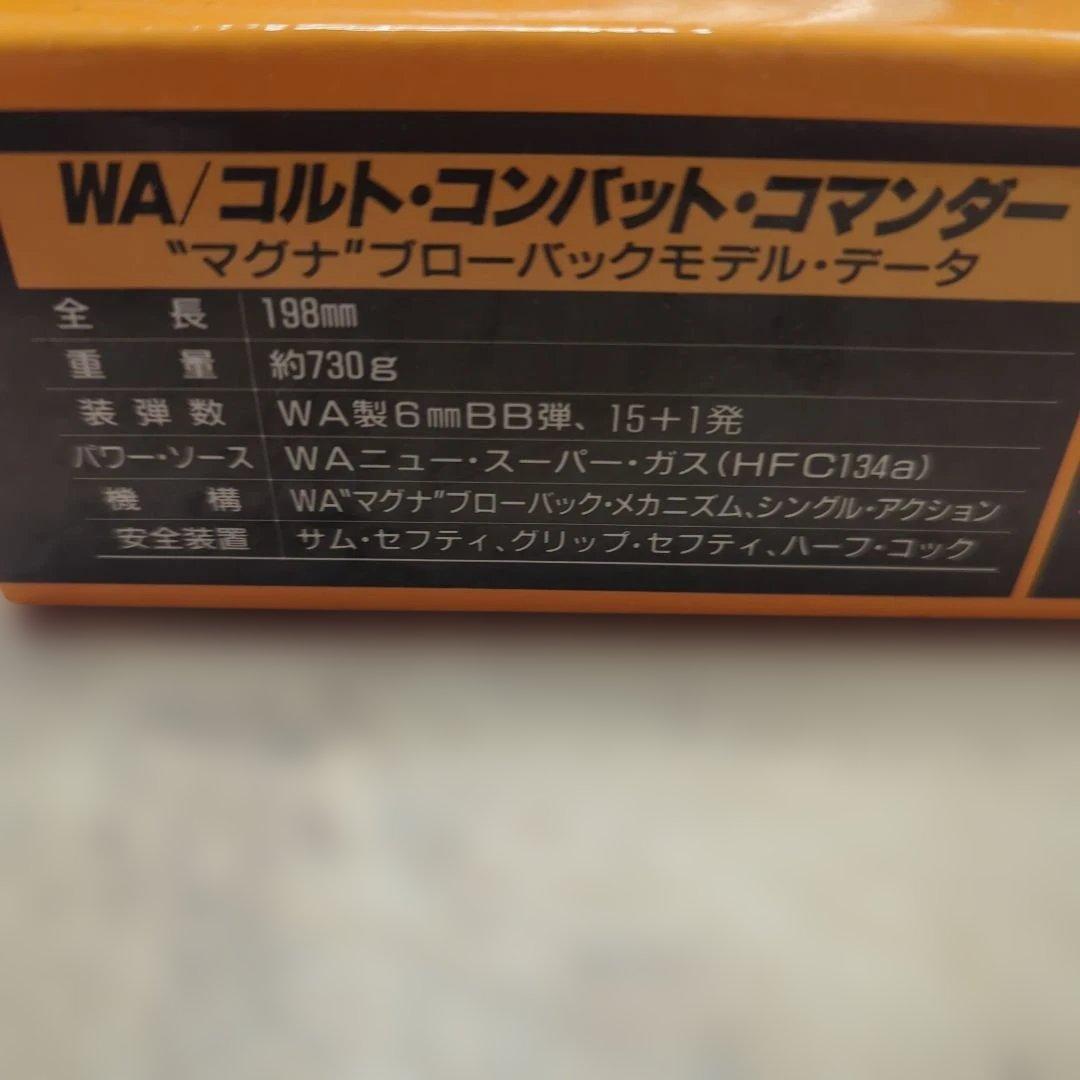 WA/コルト・コンバット・コマンダー
“マグナ”ブローバックモデル・データ
全長 198mm
重量 約730g
装弾数 WA製6mmBB弾、15+1発
パワー・ソース WAニュー・スーパー・ガス(HFC134a)
機構 WA“マグナ”ブローバック・メカニズム、シングル・アクション
安全装置 サム・セフティ、グリップ・セフティ、ハーフ・コック